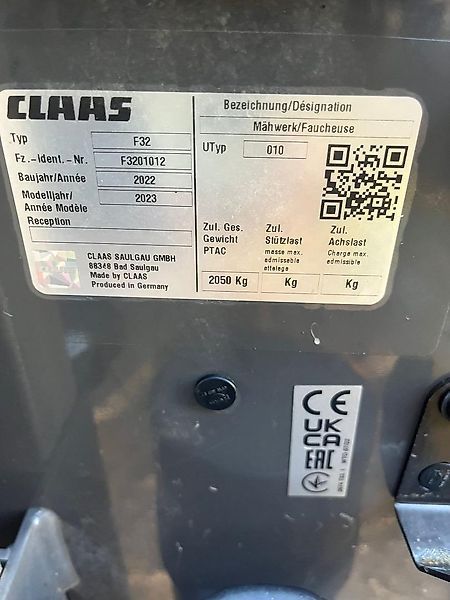 CLAAS
Typ F32
Fz.-ident.-Nr. F3201012
Baujahr/Année 2022
Modelljahr/ 2023
Année Modèle
Reception
CLAAS SAULGAU GMBH
88348 Bad Saulgau
Made by CLAAS
Produced in Germany
Bezeichnung/Désignation
Mähwerk/Faucheuse
UTyp 010
Zul. Ges. Zul. Zul.
Gewicht Stützlast Achslast
PTAC masse max. Charge max.
admissible admissible
attelage
2050 Kg Kg Kg
CE
UK
CA
EAC